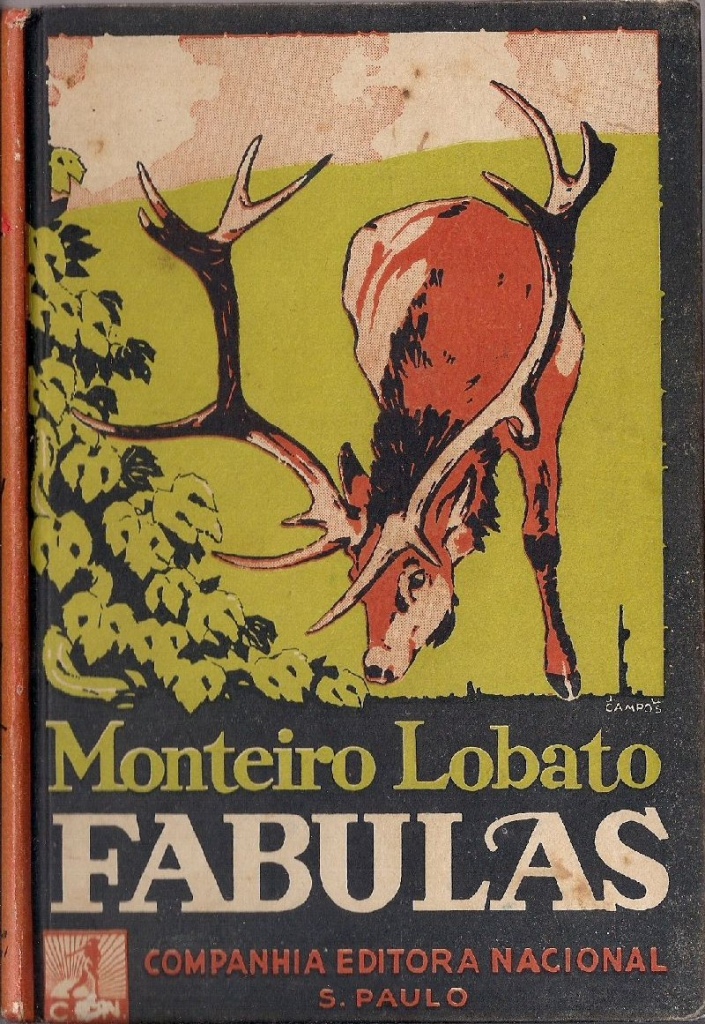 J.L.
CAMPOS
Monteiro Lobato
FABULAS
COMPANHIA EDITORA NACIONAL
S. PAULO
C N